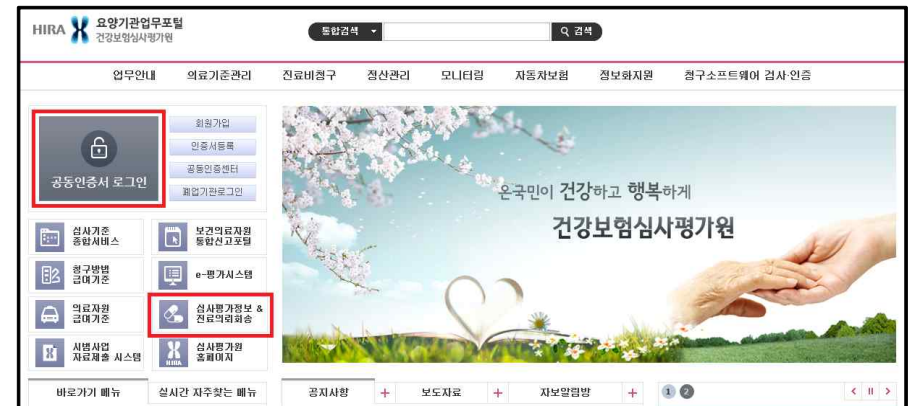 HIRA 요양기관업무포털
건강보험심사평가원
통합검색
검색
업무안내 의료기준관리 진료비청구 정산관리 모니터링 자동차보험 정보화지원 청구소프트웨어 검사·인증
공동인증서 로그인
회원가입
인증서등록
공동인증센터
폐업기관로그인
심사기준
종합서비스
보건의료자원
통합신고포털
청구방법
급여기준
e-평가시스템
의료자원
급여기준
심사평가정보 &
진료의뢰회송
시범사업
자료제출 시스템
HIRA
심사평가원
홈페이지
온국민이 건강하고 행복하게
건강보험심사평가원
바로가기 메뉴 실시간 자주찾는 메뉴 공지사항 + 보도자료 + 자보알림방 + 1 2